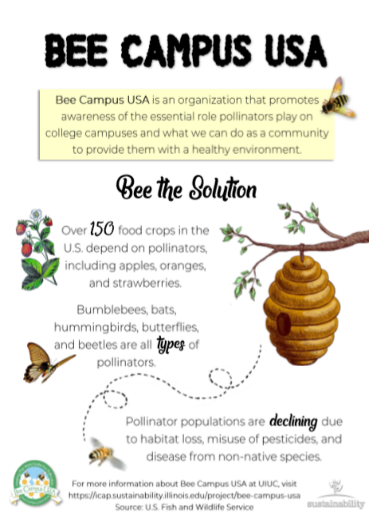 BEE CAMPUS USA
Bee Campus USA is an organization that promotes
awareness of the essential role pollinators play on
college campuses and what we can do as a community
to provide them with a healthy environment.
Bee the Solution
Over 150 food crops in the
U.S. depend on pollinators,
including apples, oranges,
and strawberries.
Bumblebees, bats,
hummingbirds, butterflies,
and beetles are all types of
pollinators.
Pollinator populations are declining due
to habitat loss, misuse of pesticides, and
disease from non-native species.
For more information about Bee Campus USA at UIUC, visit
https://icap.sustainability.illinois.edu/project/bee-campus-usa
Source: U.S. Fish and Wildlife Service
Bee Campus USA
sustainability